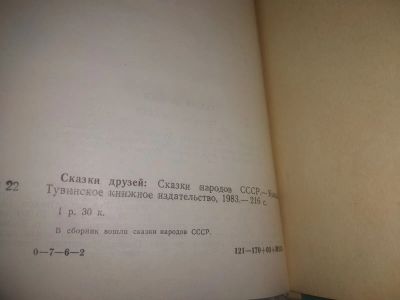 Сказки друзей: Сказки народов СССР.—
22 Тувинское книжное издательство, 1983.— 216 с.
1 р. 30 к.
В сборник вошли сказки народов СССР.
0—7—6—2